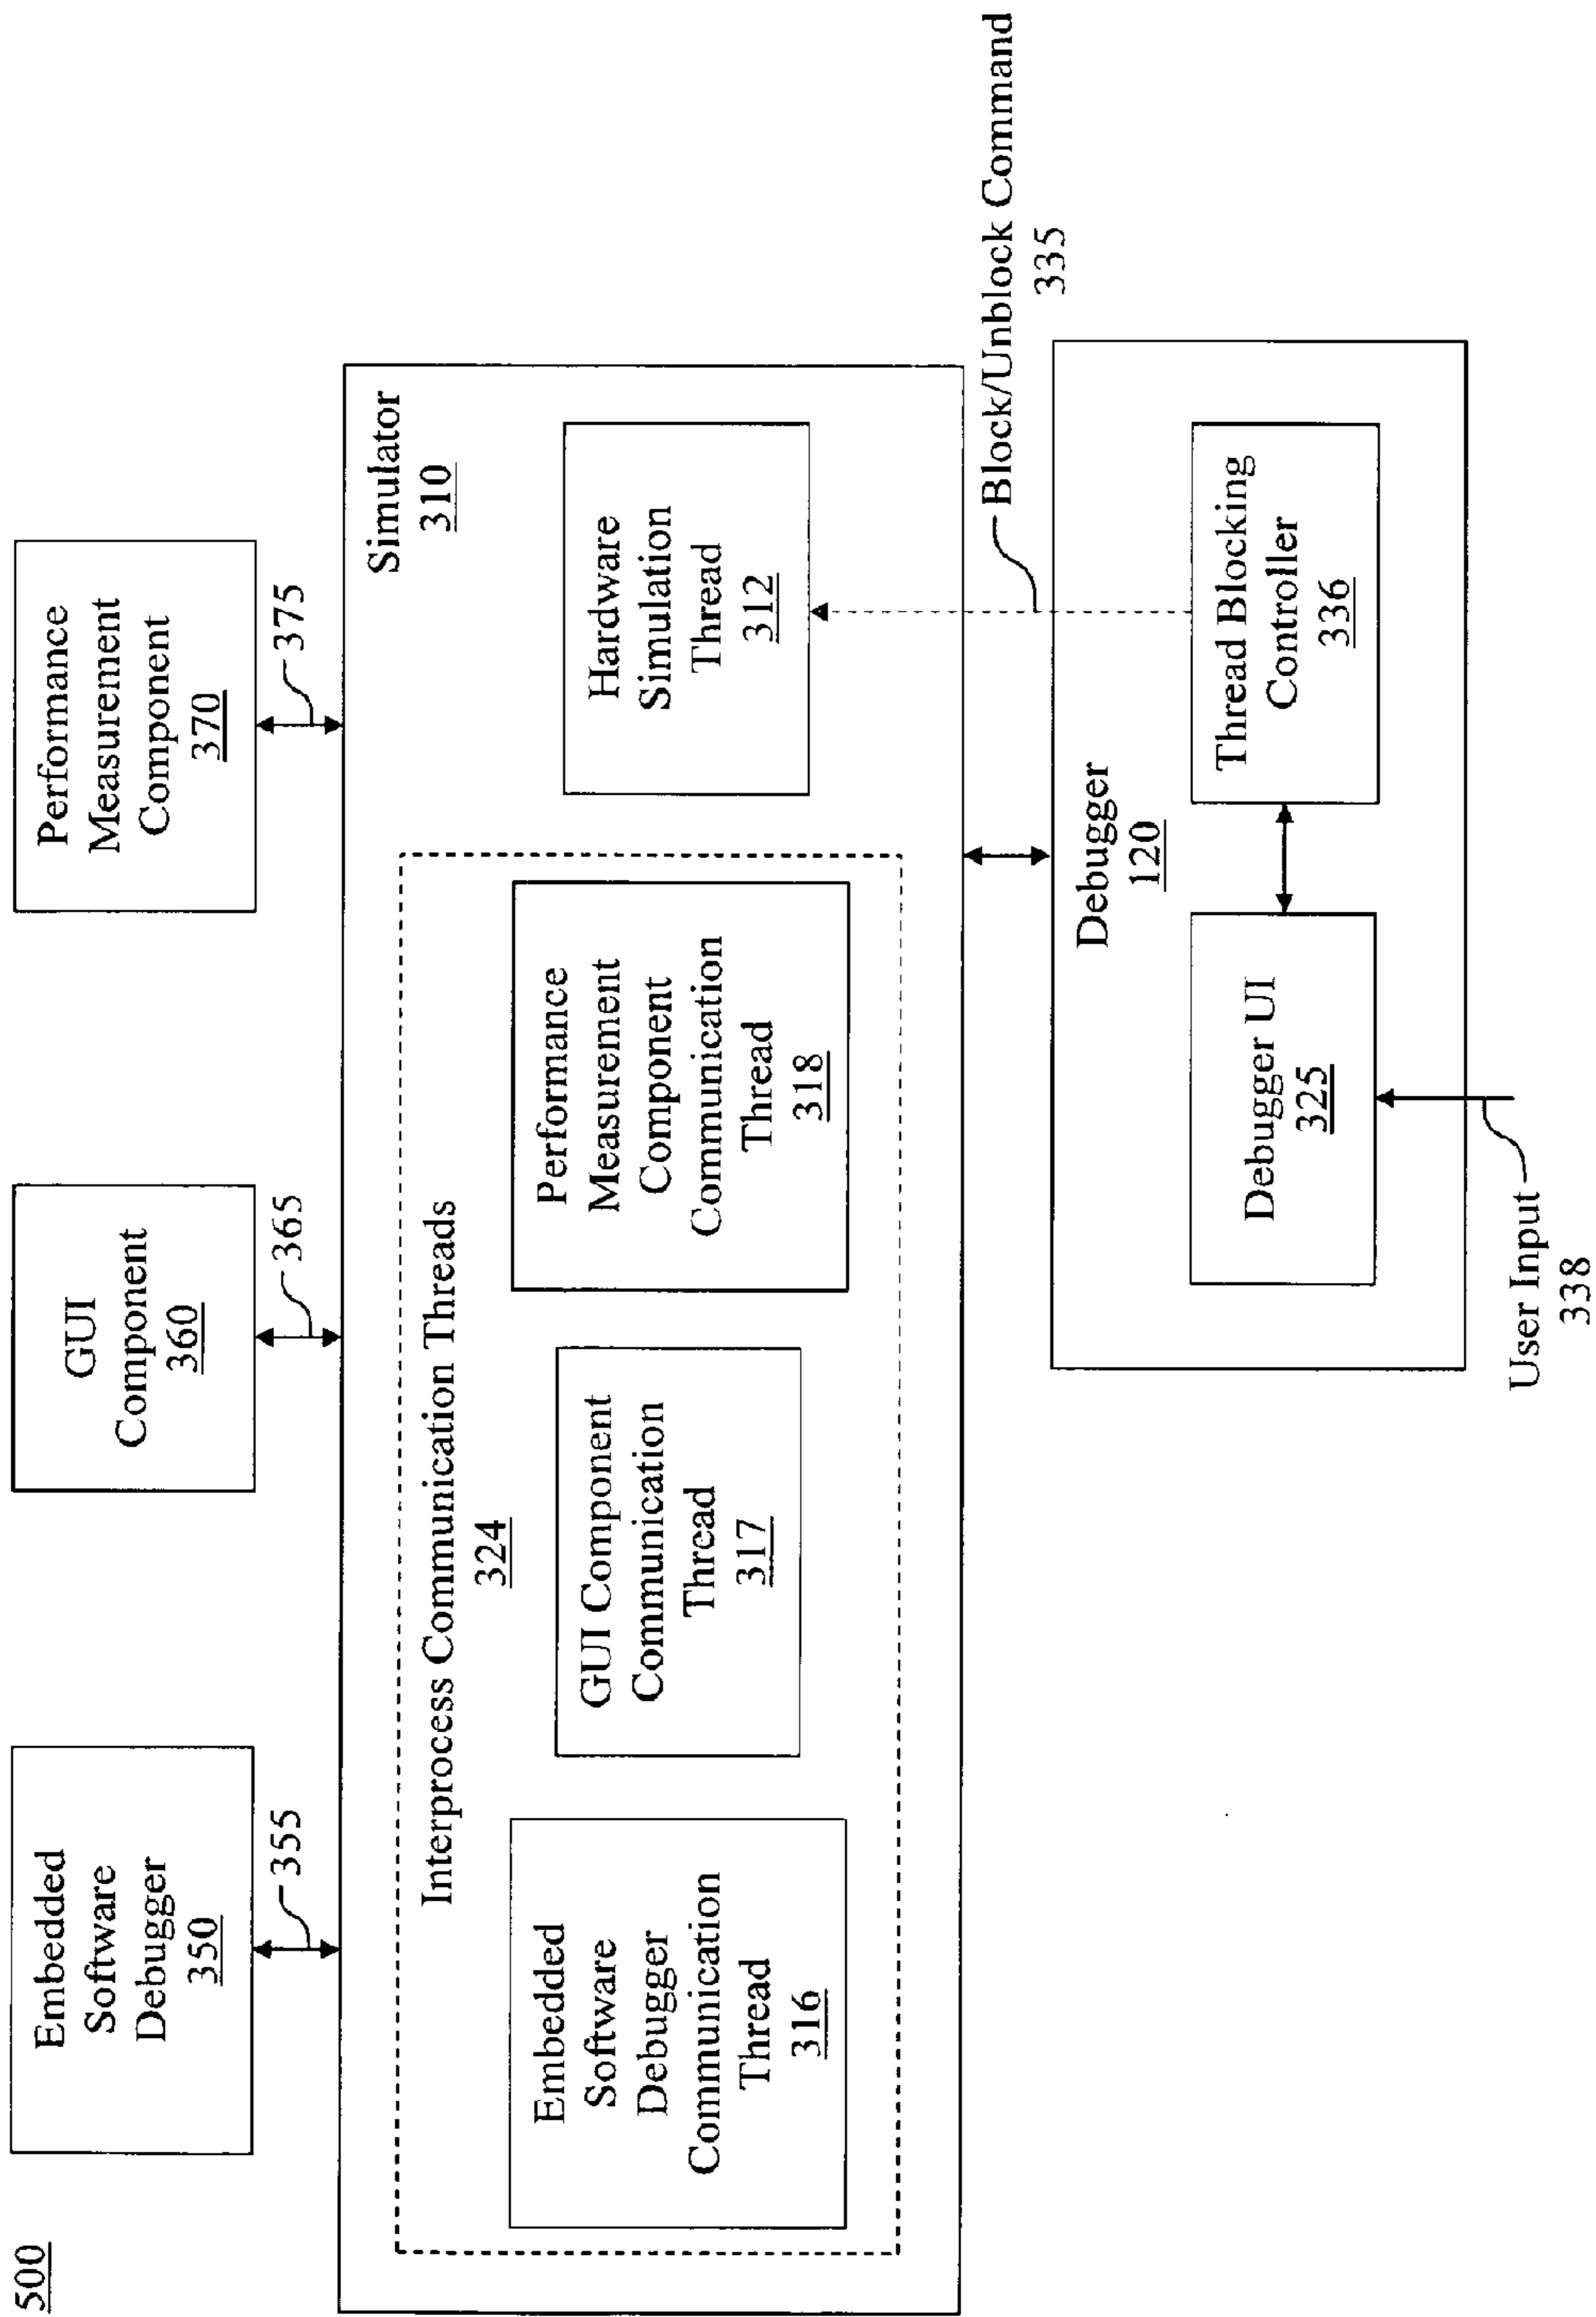 500
Embedded
Software
Debugger
350
355
GUI
Component
360
365
Performance
Measurement
Component
370
375
Simulator
310
Interprocess Communication Threads
324
Embedded
Software
Debugger
Communication
Thread
316
GUI Component
Communication
Thread
317
Performance
Measurement
Component
Communication
Thread
318
Hardware
Simulation
Thread
312
Block/Unblock Command
335
Debugger
120
Debugger UI
325
Thread Blocking
Controller
336
User Input
338